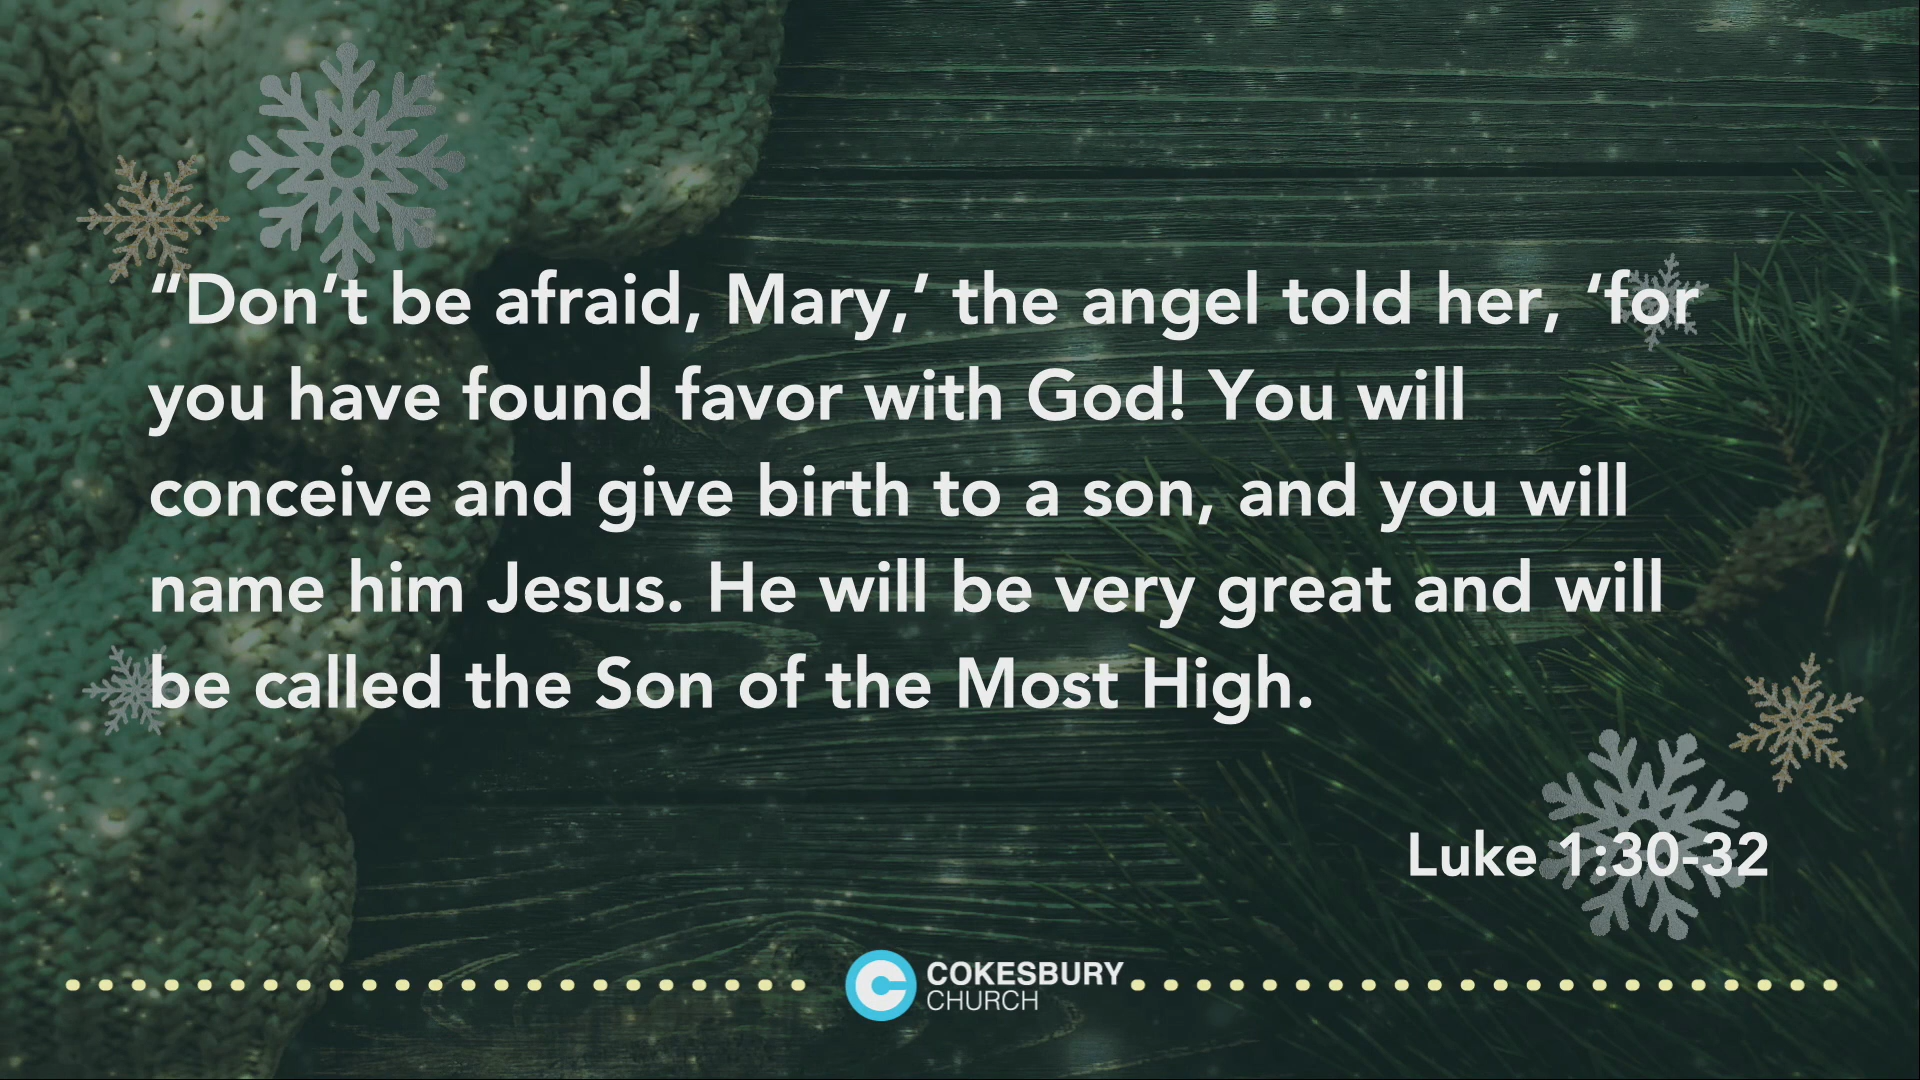 “Don’t be afraid, Mary,’ the angel told her, ‘for
you have found favor with God! You will
conceive and give birth to a son, and you will
name him Jesus. He will be very great and will
be called the Son of the Most High.
Luke 1:30-32
COKESBURY
CHURCH